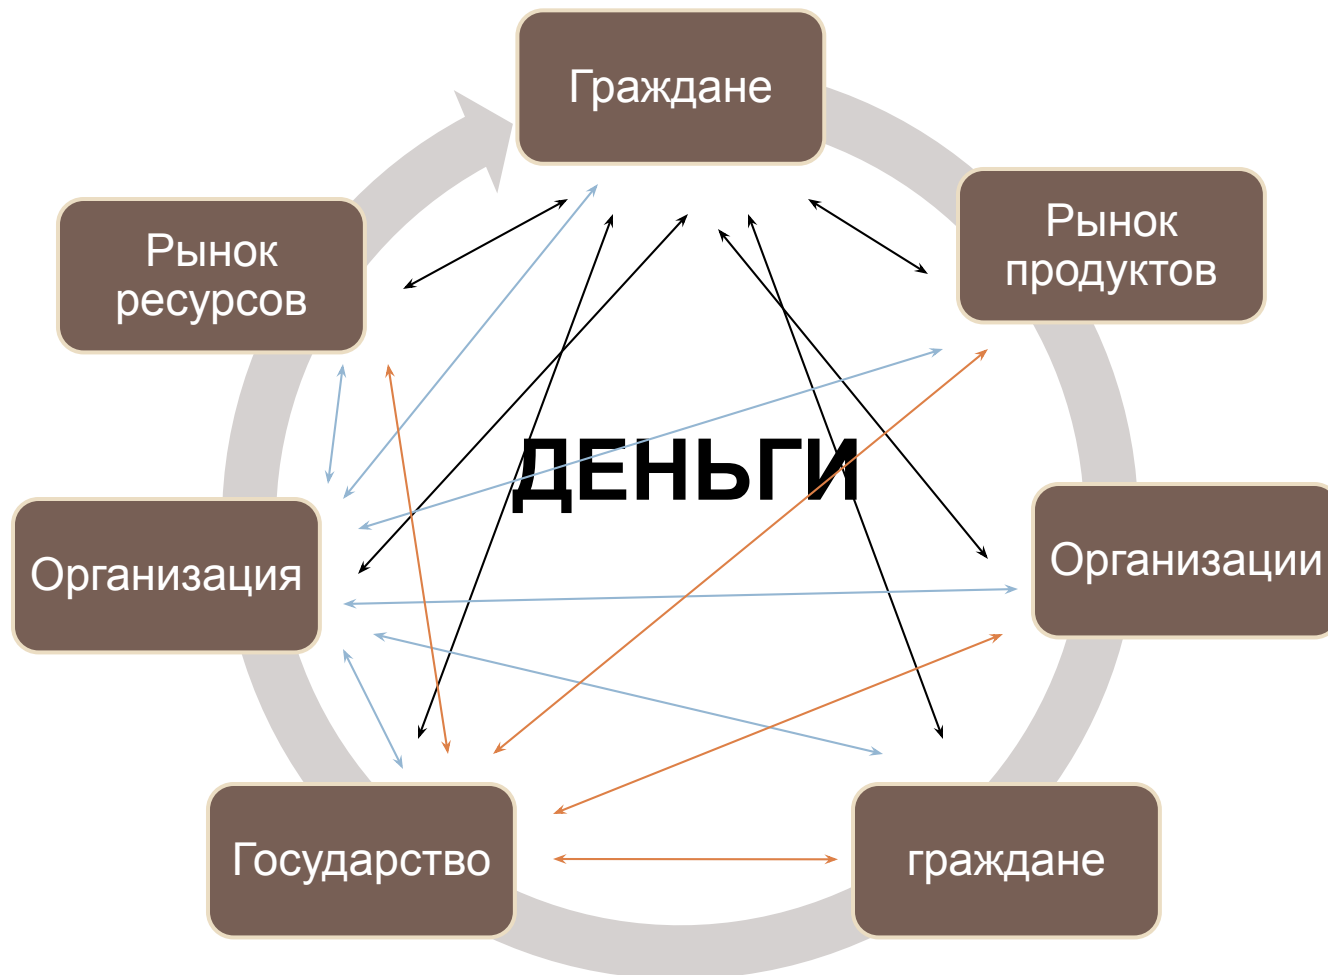 Граждане
Рынок
продуктов
Рынок
ресурсов
ДЕНЬГИ
Организация
Организации
Государство
граждане